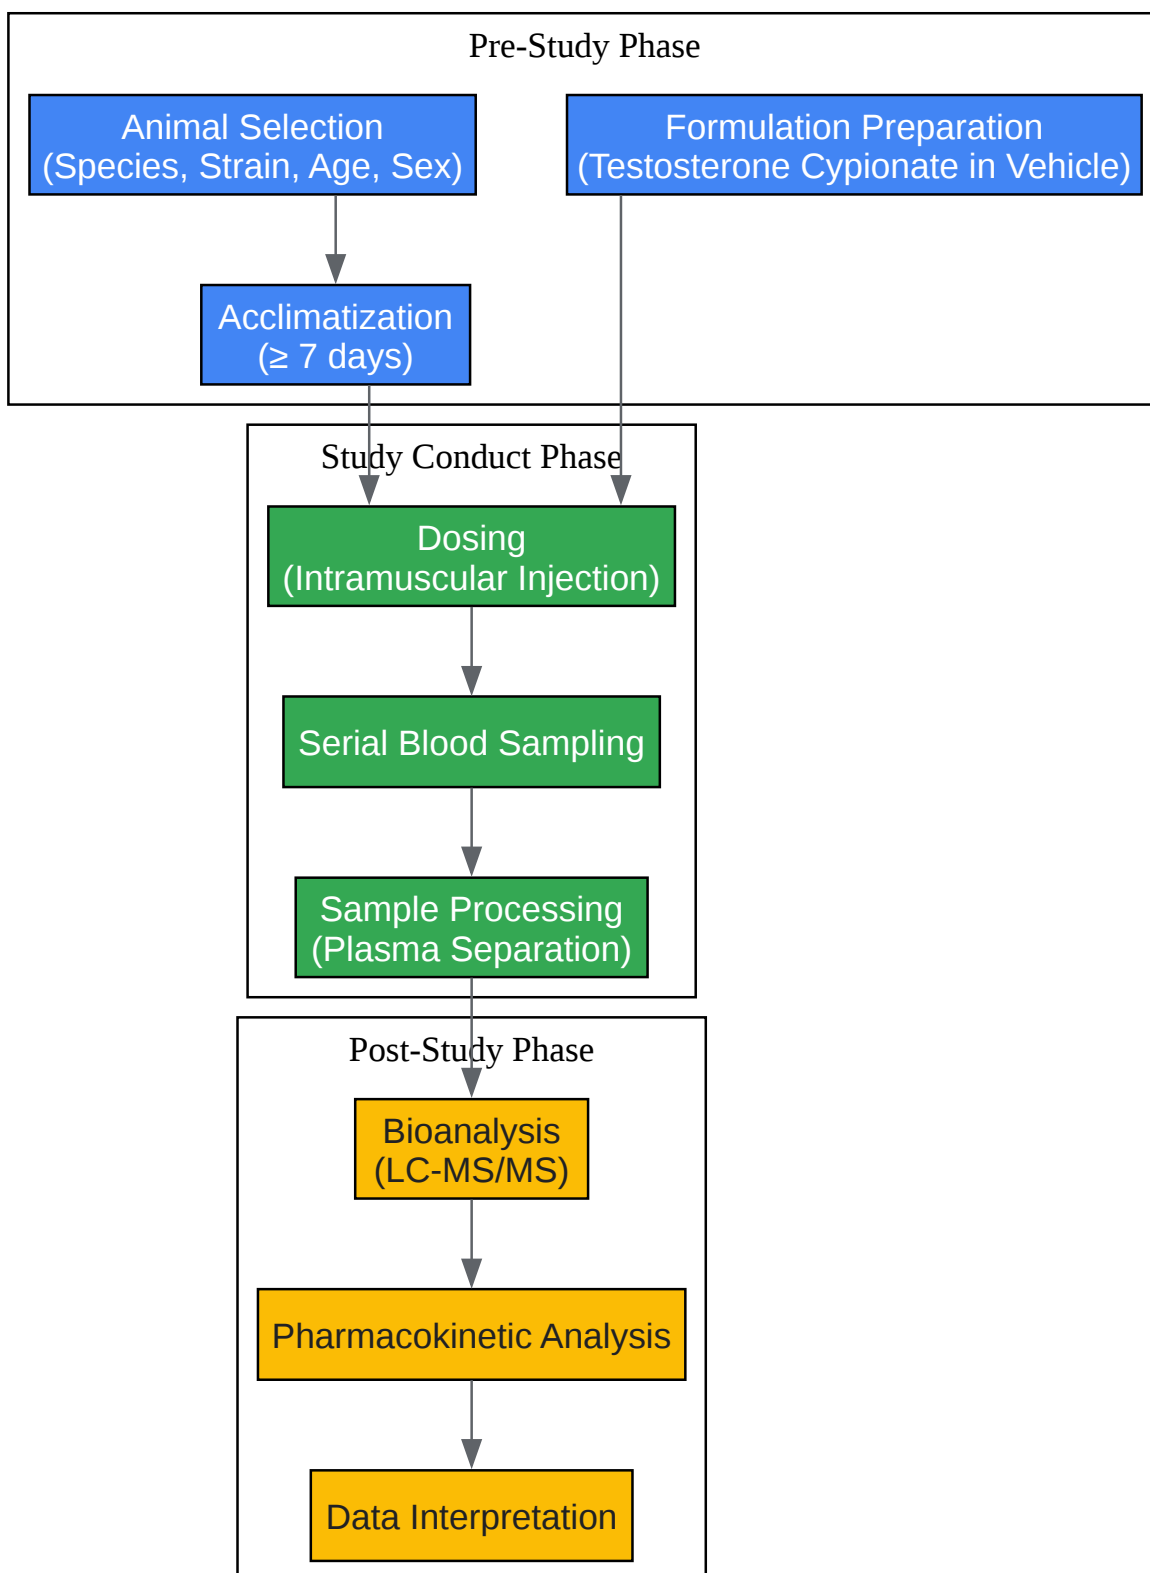 Pre-Study Phase
Animal Selection
(Species, Strain, Age, Sex)
Formulation Preparation
(Testosterone Cypionate in Vehicle)
Acclimatization
(≥ 7 days)
Study Conduct Phase
Dosing
(Intramuscular Injection)
Serial Blood Sampling
Sample Processing
(Plasma Separation)
Post-Study Phase
Bioanalysis
(LC-MS/MS)
Pharmacokinetic Analysis
Data Interpretation